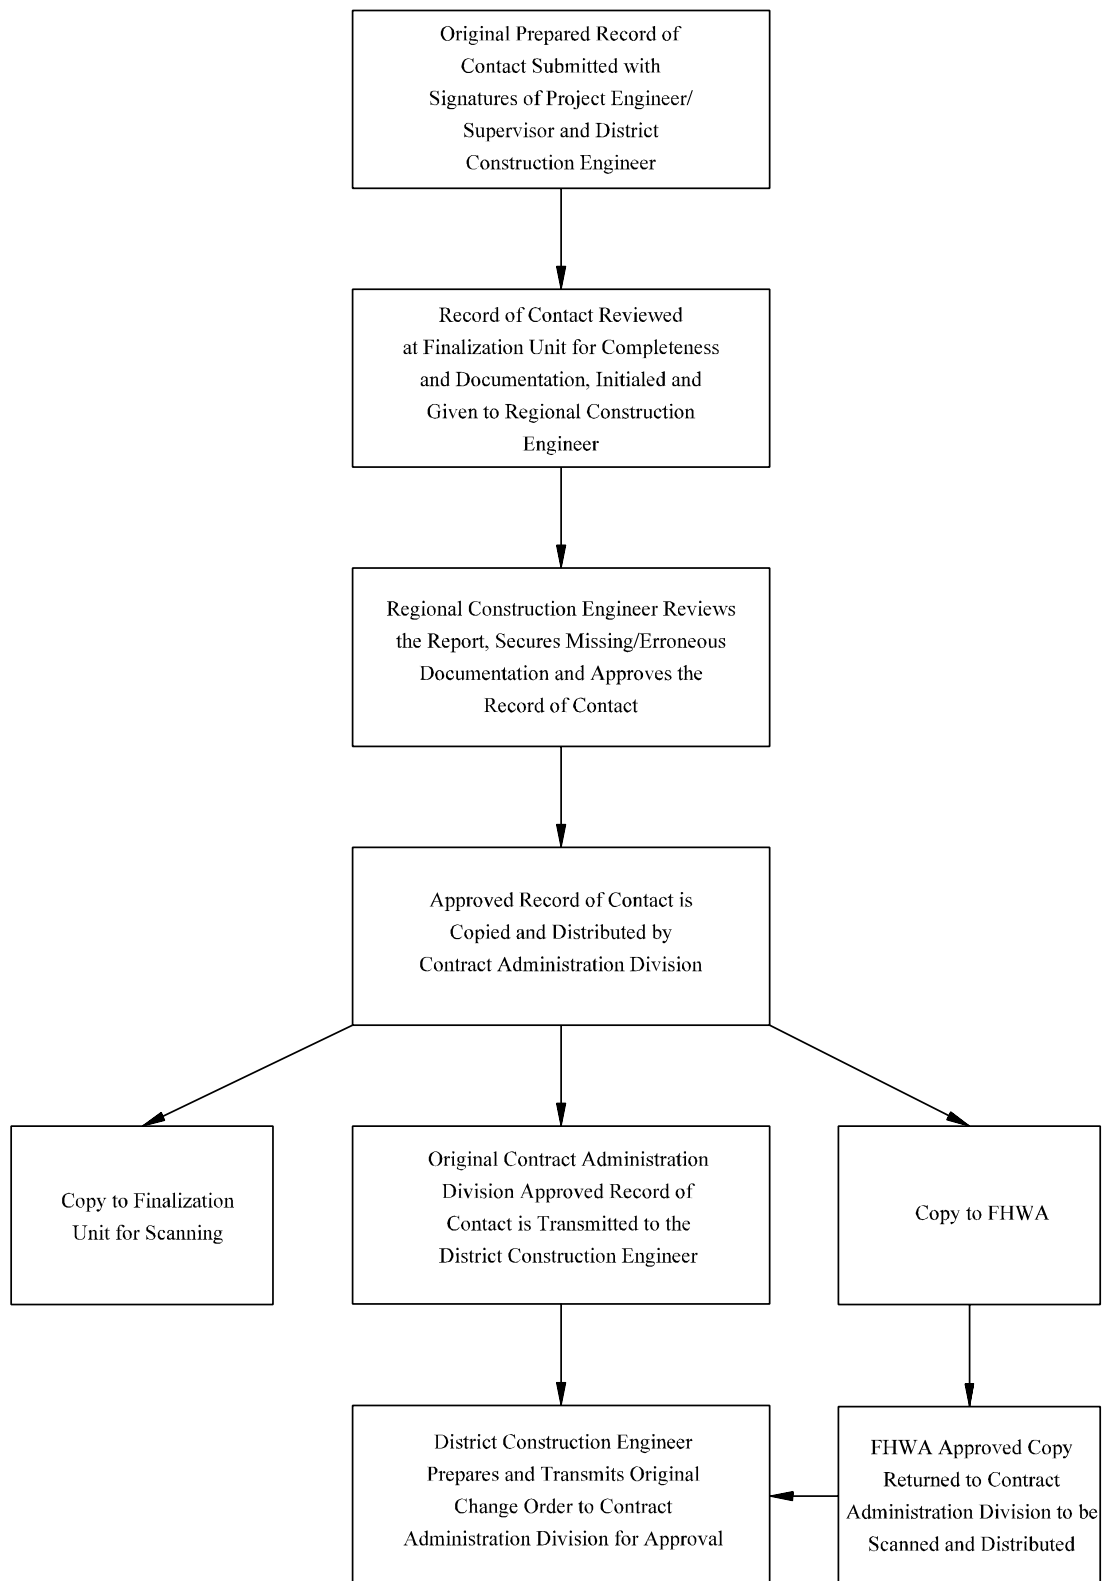 Original Prepared Record of
Contact Submitted with
Signatures of Project Engineer/
Supervisor and District
Construction Engineer
Record of Contact Reviewed
at Finalization Unit for Completeness
and Documentation, Initialed and
Given to Regional Construction
Engineer
Regional Construction Engineer Reviews
the Report, Secures Missing/Erroneous
Documentation and Approves the
Record of Contact
Approved Record of Contact is
Copied and Distributed by
Contract Administration Division
Copy to Finalization
Unit for Scanning
Original Contract Administration
Division Approved Record of
Contact is Transmitted to the
District Construction Engineer
Copy to FHWA
District Construction Engineer
Prepares and Transmits Original
Change Order to Contract
Administration Division for Approval
FHWA Approved Copy
Returned to Contract
Administration Division to be
Scanned and Distributed